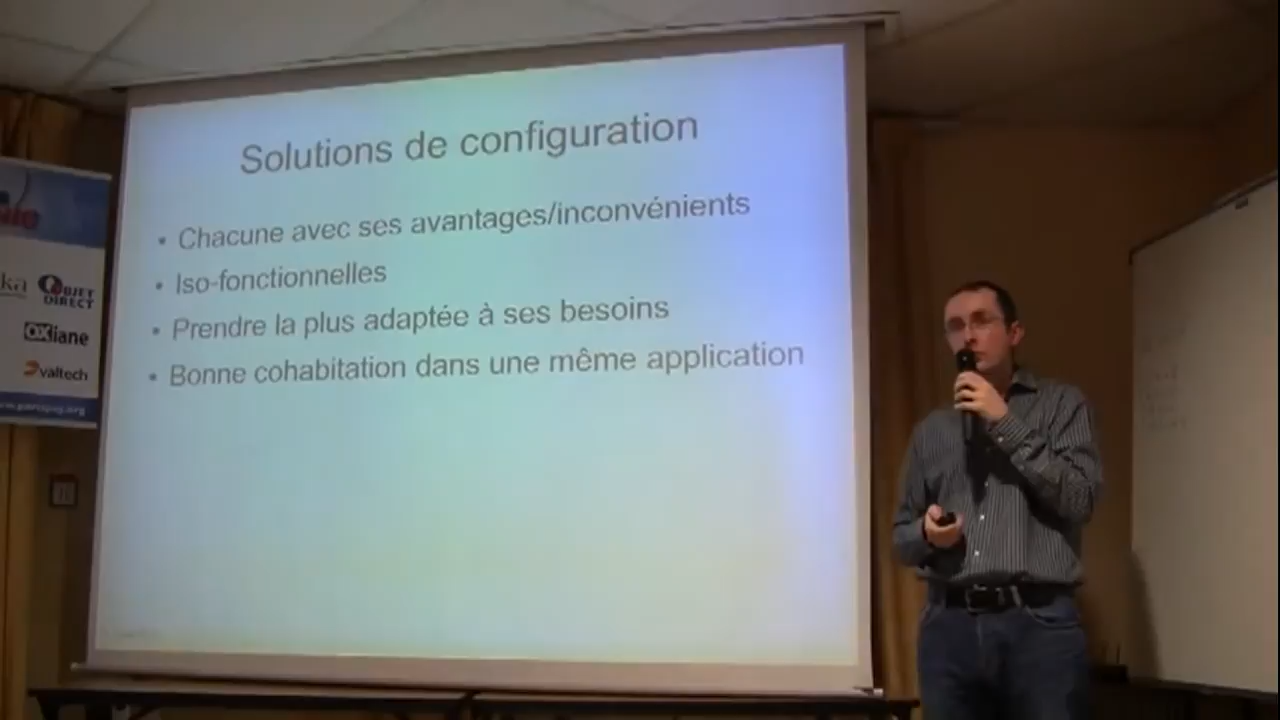 Solutions de configuration
• Chacune avec ses avantages/inconvénients
• Iso-fonctionnelles
• Prendre la plus adaptée à ses besoins
• Bonne cohabitation dans une même application
OBJET
DIRECT
OXiane
valtech